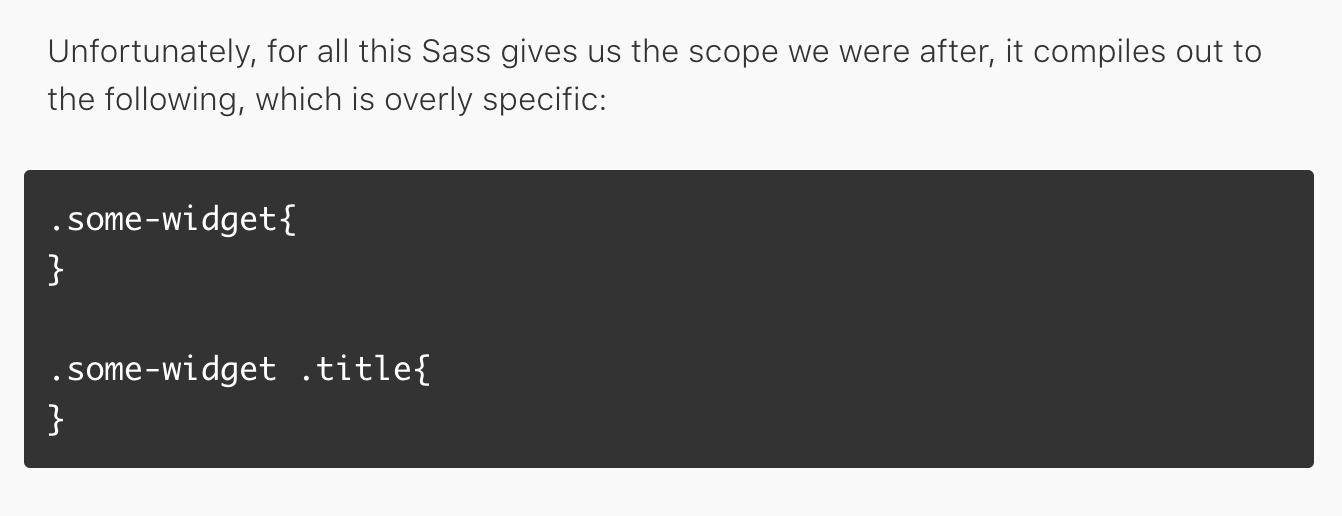 Unfortunately, for all this Sass gives us the scope we were after, it compiles out to
the following, which is overly specific:
.some-widget{
}
.some-widget .title{
}